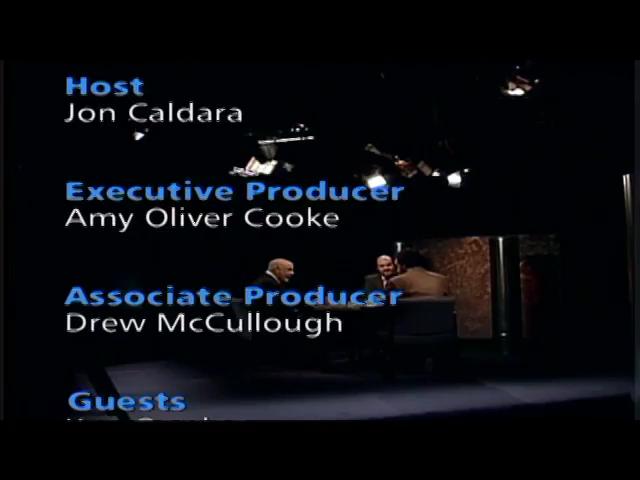 Host
Jon Caldara
Executive Producer
Amy Oliver Cooke
Associate Producer
Drew McCullough
Guests